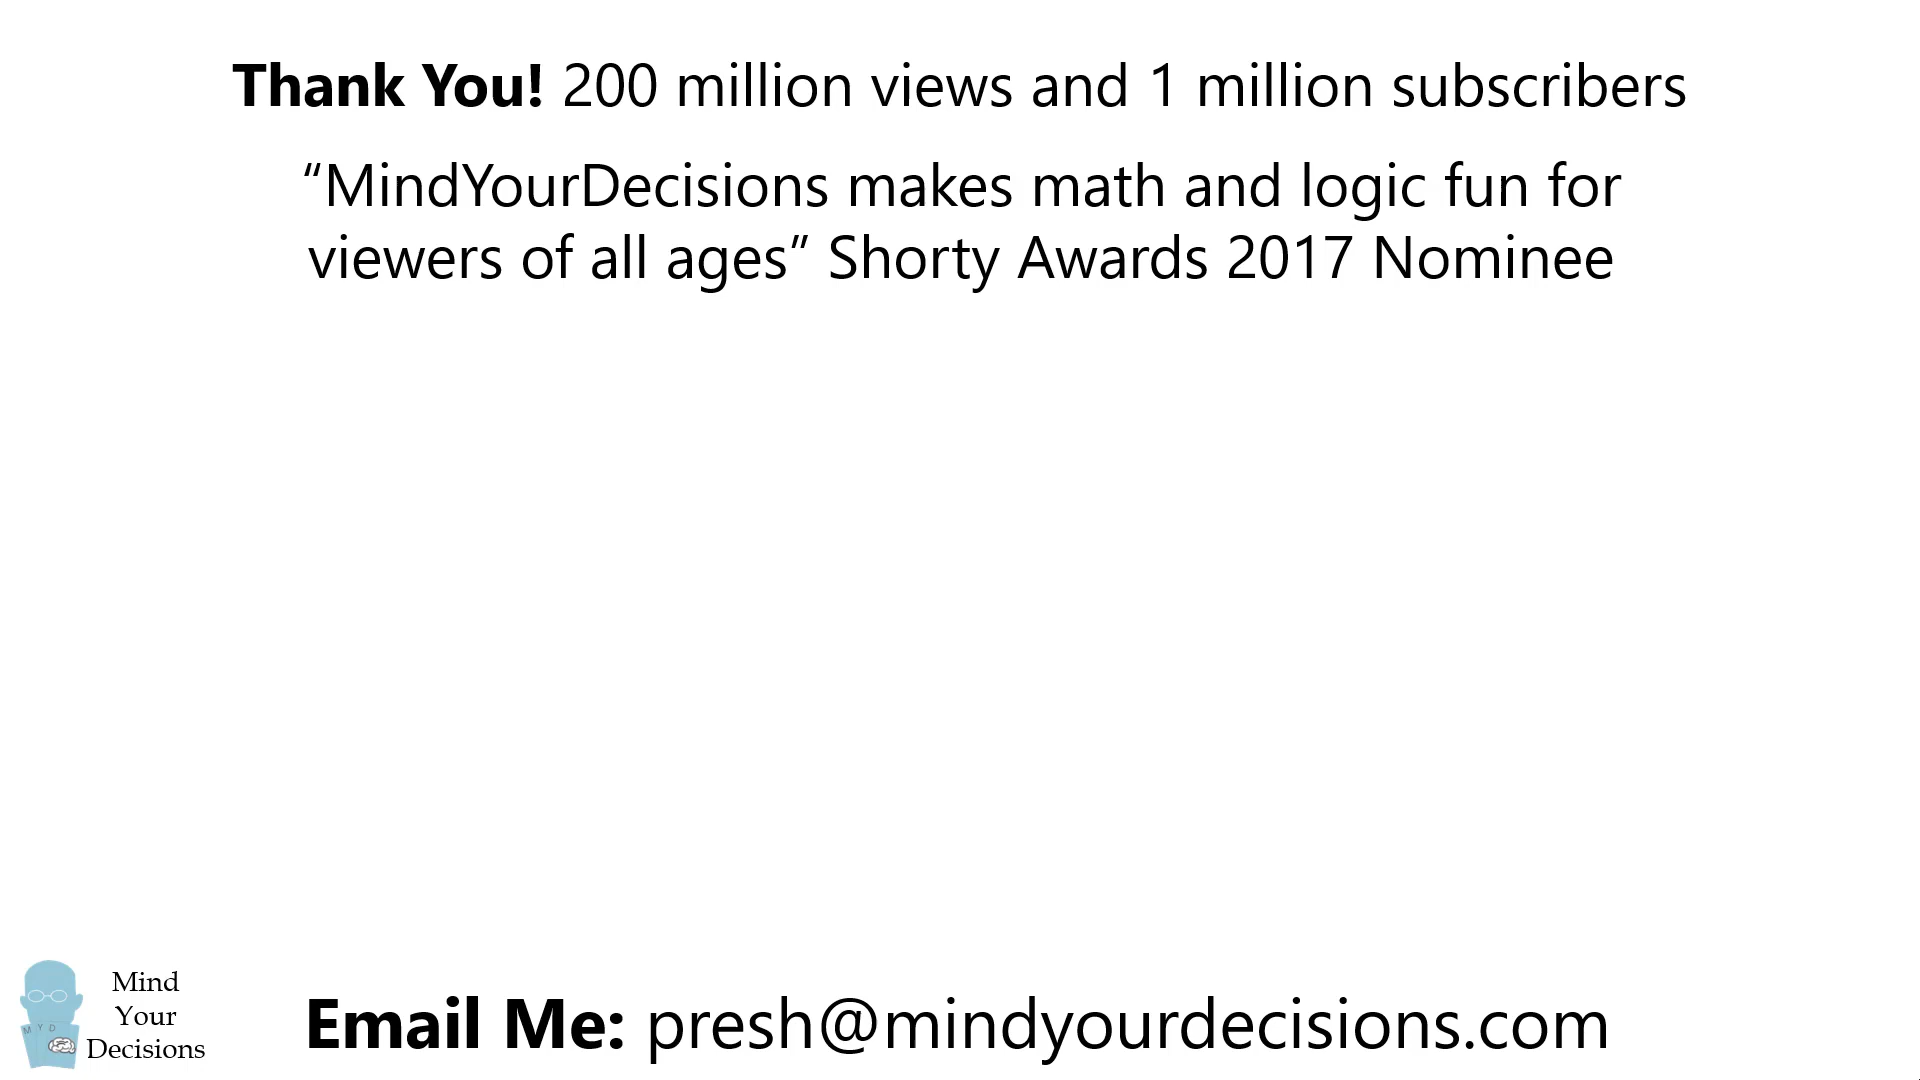 Thank You! 200 million views and 1 million subscribers
“MindYourDecisions makes math and logic fun for
viewers of all ages” Shorty Awards 2017 Nominee
Mind
Your
Decisions
M Y D
Email Me: presh@mindyourdecisions.com